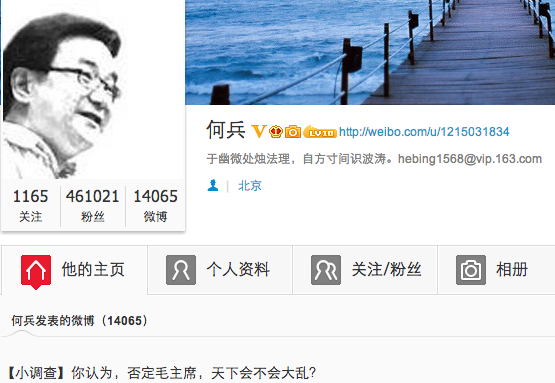 何兵 V LV10 http://weibo.com/u/1215031834
于幽微处烛法理，自方寸间识波涛。hebing1568@vip.163.com
北京
1165 461021 14065
关注 粉丝 微博
他的主页 个人资料 关注/粉丝 相册
何兵发表的微博（14065）
【小调查】你认为，否定毛主席，天下会不会大乱？